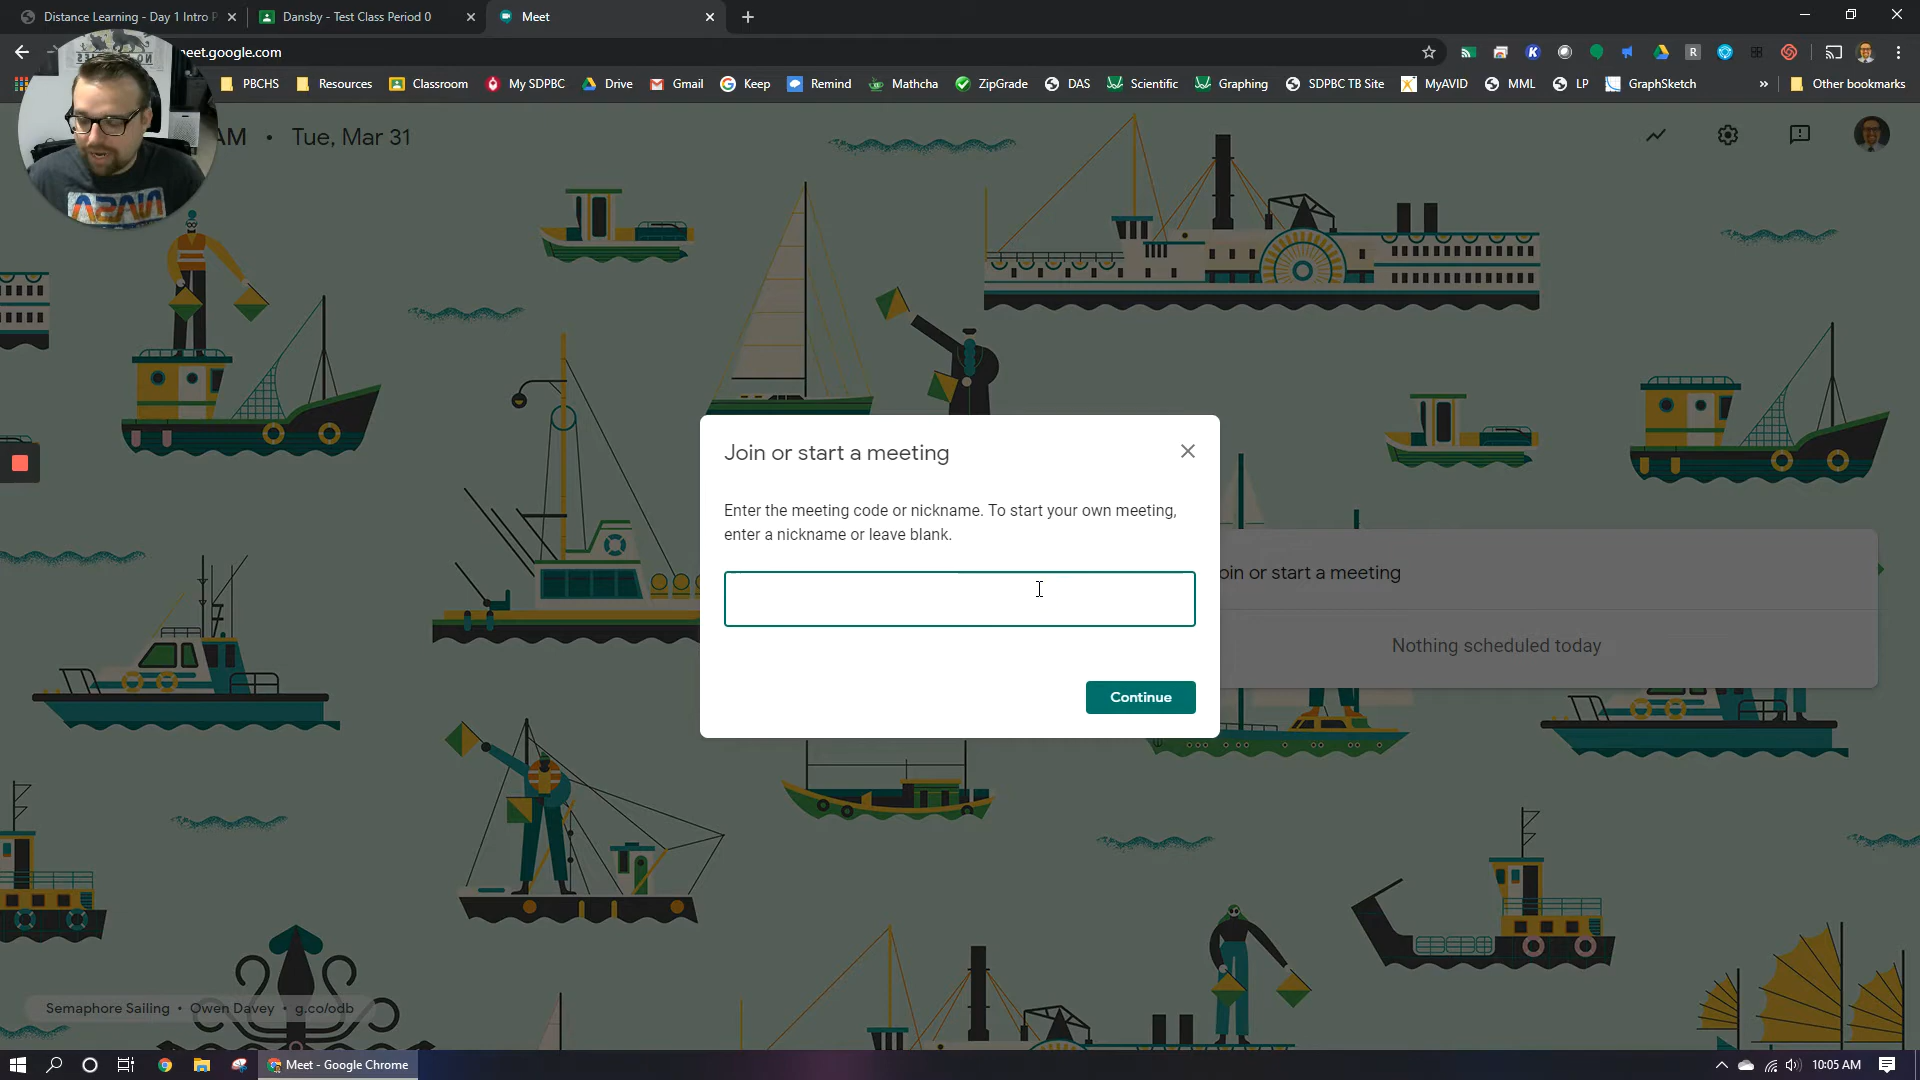 Distance Learning - Day 1 Intro P
Dansby - Test Class Period 0
Meet
meet.google.com
PBCHS
Resources
Classroom
My SDPBC
Drive
Gmail
Keep
Remind
Mathcha
ZipGrade
DAS
Scientific
Graphing
SDPBC TB Site
MyAVID
MML
LP
GraphSketch
»
Other bookmarks
AM • Tue, Mar 31
NASA
Join or start a meeting
Enter the meeting code or nickname. To start your own meeting,
enter a nickname or leave blank.
Continue
oin or start a meeting
Nothing scheduled today
Semaphore Sailing • Owen Davey • g.co/odb
Meet - Google Chrome
10:05 AM